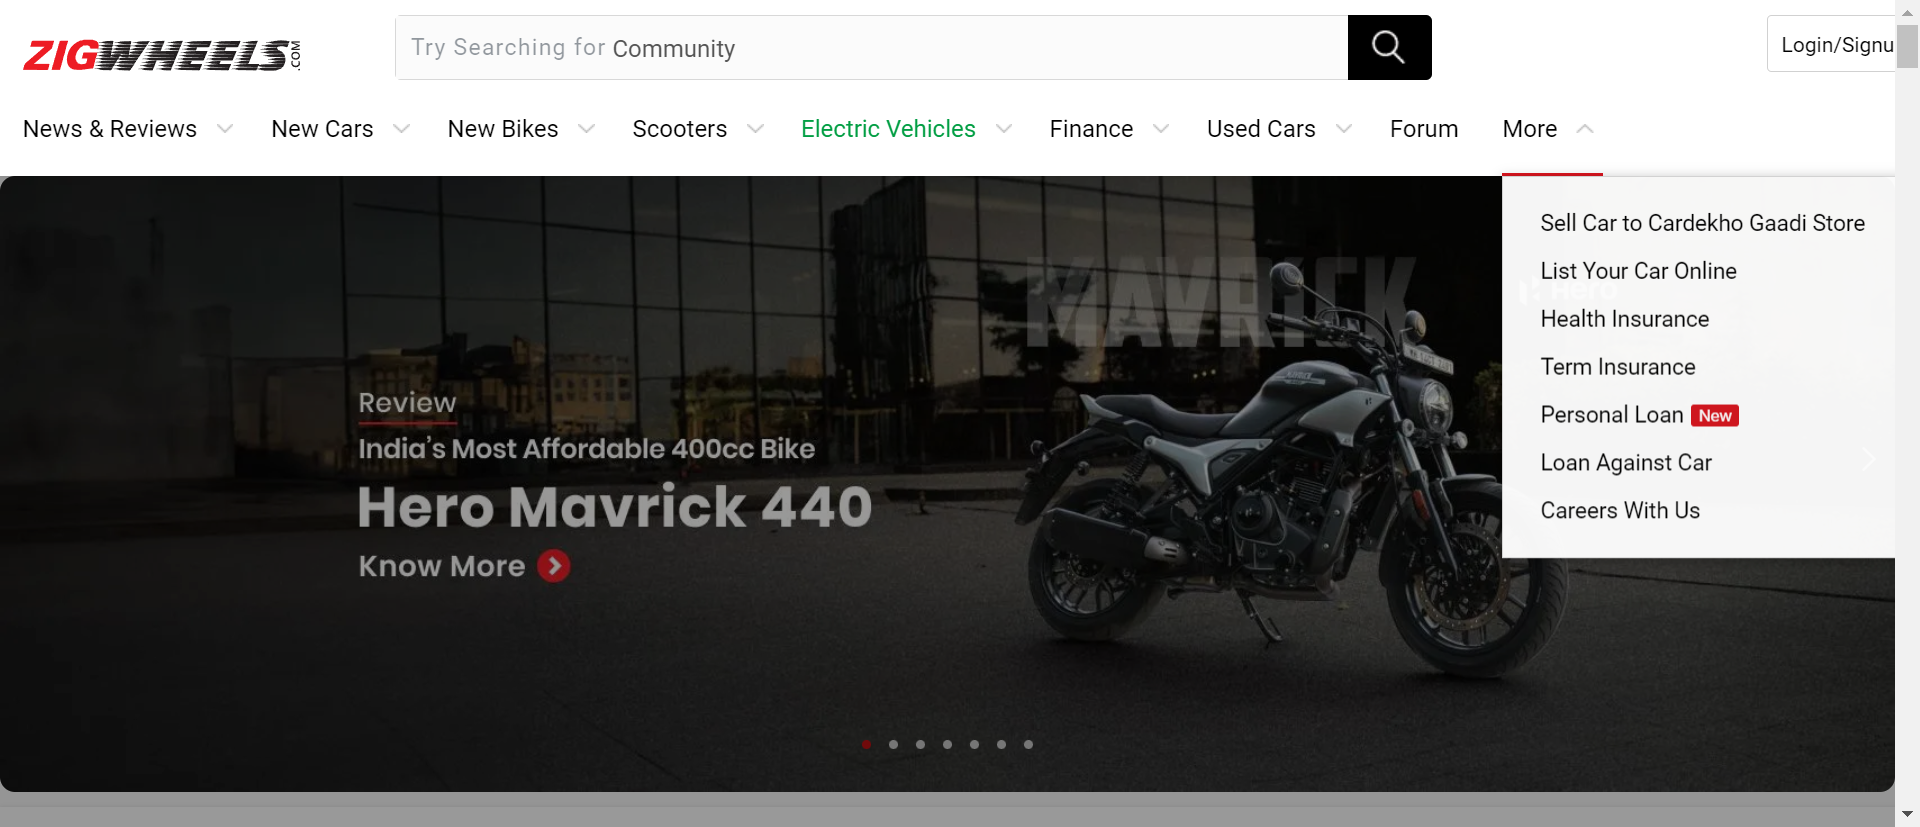 ZIGWHEELS.COM
Try Searching for Community
Login/Signu
News & Reviews
New Cars
New Bikes
Scooters
Electric Vehicles
Finance
Used Cars
Forum
More
Sell Car to Cardekho Gaadi Store
List Your Car Online
Hero
Health Insurance
Term Insurance
Personal Loan New
Loan Against Car
Careers With Us
MAVRICK
Review
India's Most Affordable 400cc Bike
Hero Mavrick 440
Know More